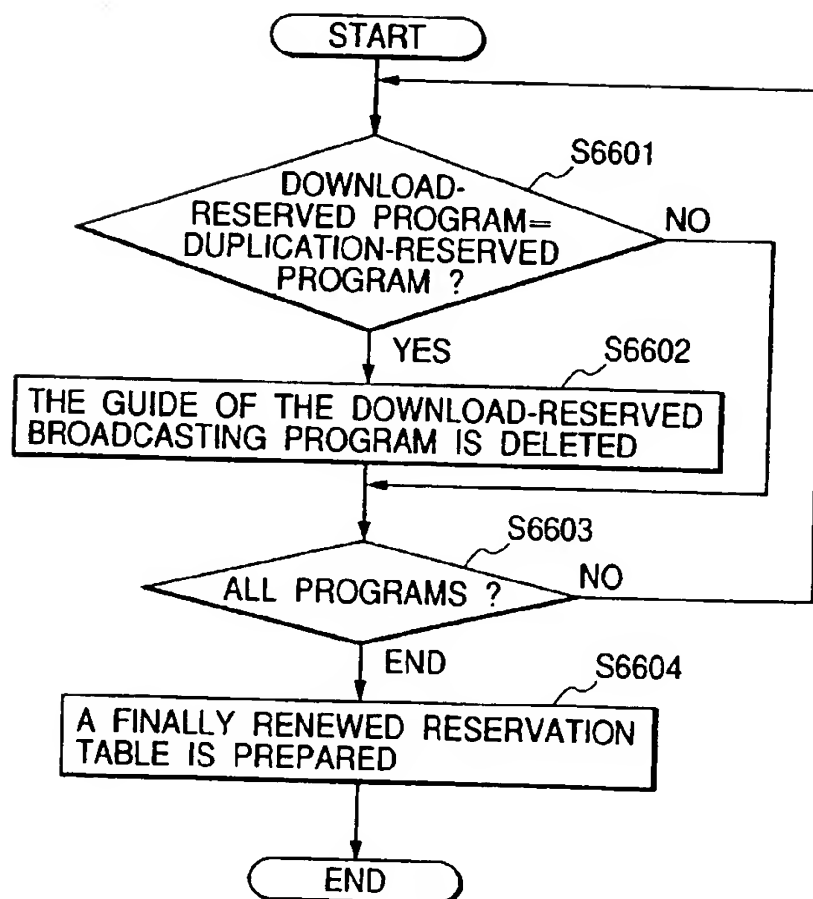 START
S6601
DOWNLOAD-
RESERVED PROGRAM=
DUPLICATION-RESERVED
PROGRAM ?
NO
YES
S6602
THE GUIDE OF THE DOWNLOAD-RESERVED
BROADCASTING PROGRAM IS DELETED
S6603
ALL PROGRAMS ?
NO
END
S6604
A FINALLY RENEWED RESERVATION
TABLE IS PREPARED
END